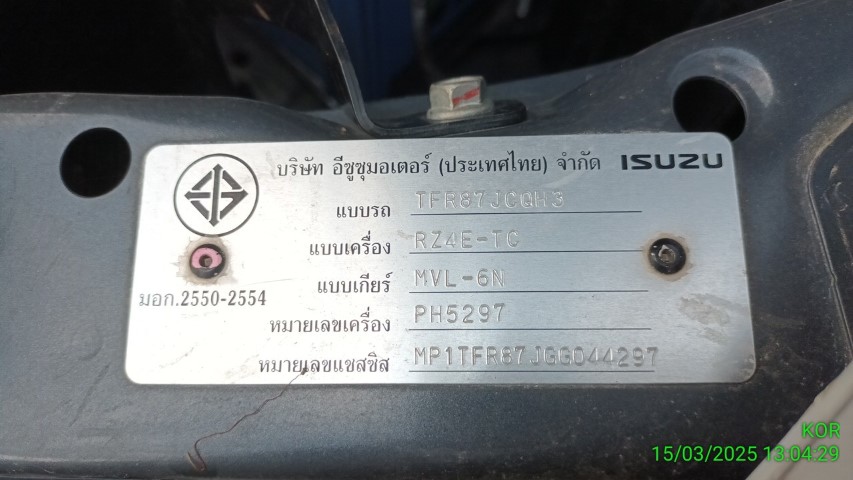 บริษัท อีซูซุมอเตอร์ (ประเทศไทย) จำกัด ISUZU
แบบรถ TFR87JCQH3
แบบเครื่อง RZ4E-TC
แบบเกียร์ MVL-6N
มอก.2550-2554
หมายเลขเครื่อง PH5297
หมายเลขแชสซิส MP1TFR87JGG044297
KOR
15/03/2025 13:04:29